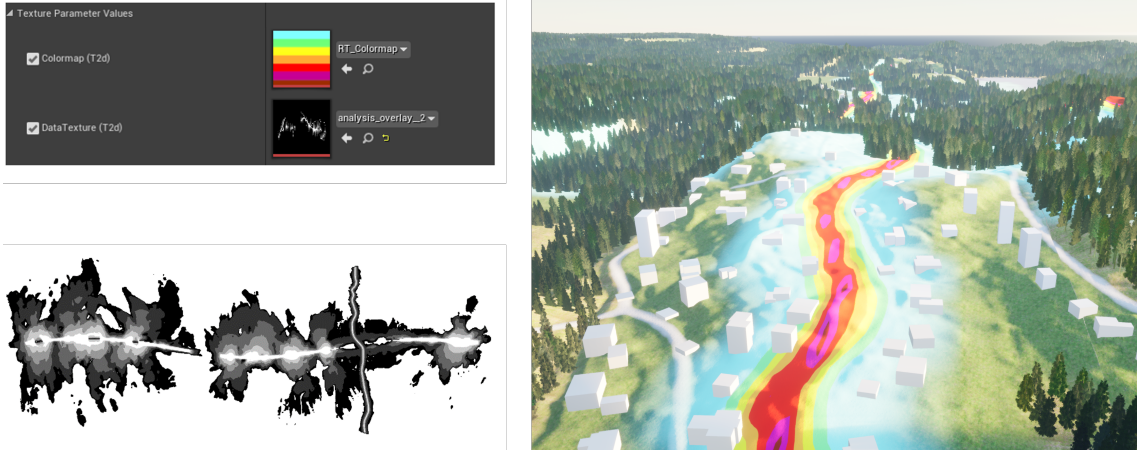 Texture Parameter Values
Colormap (T2d)
RT_Colormap
DataTexture (T2d)
analysis_overlay_2